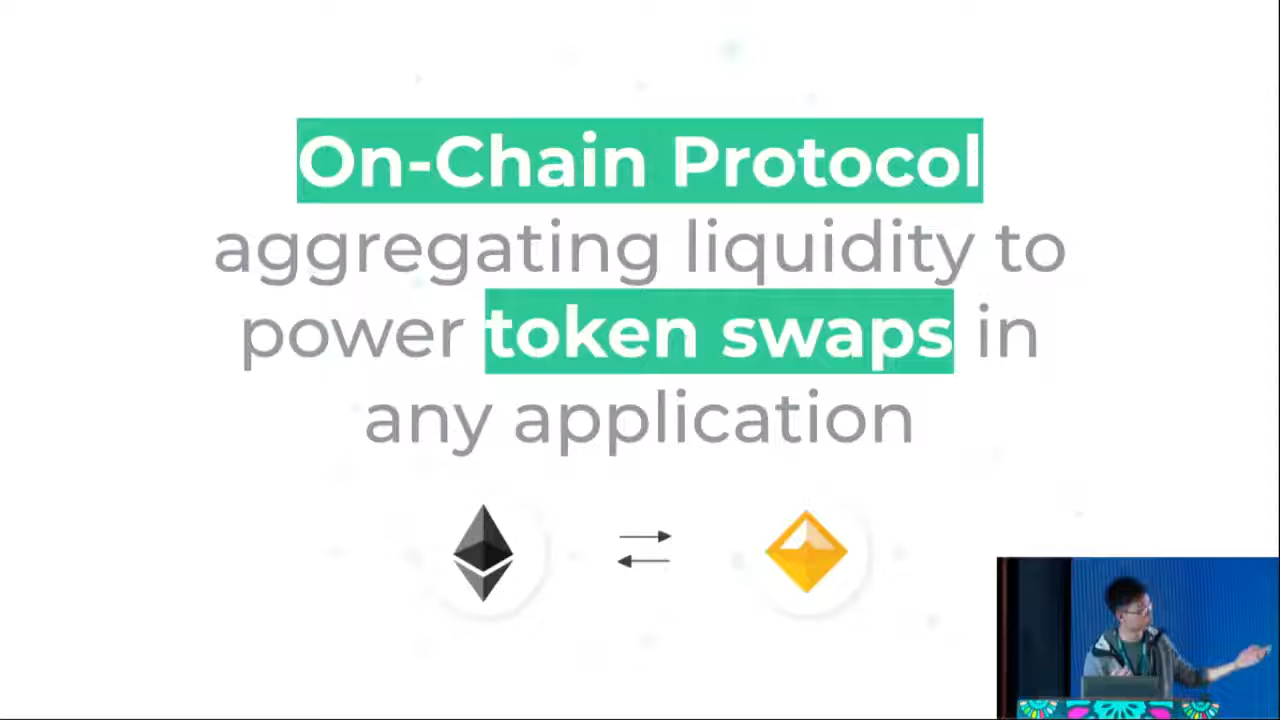 On-Chain Protocol
aggregating liquidity to
power token swaps in
any application